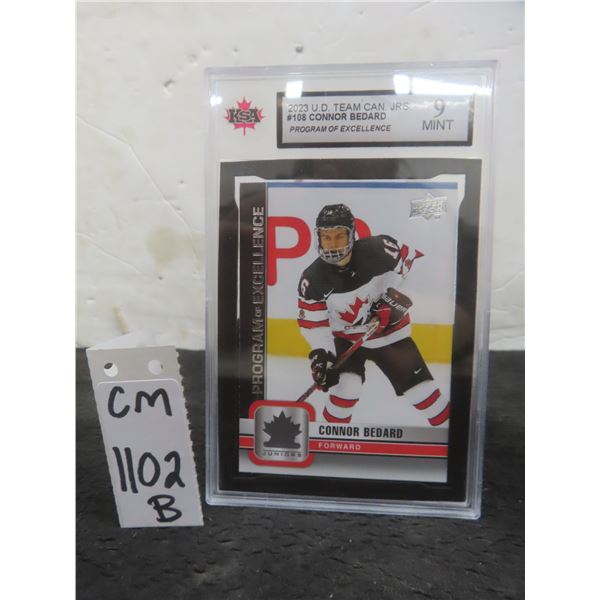 KSA
2023 U.D. TEAM CAN. JRS
#108 CONNOR BEDARD
PROGRAM OF EXCELLENCE
9
MINT
UPPER DECK
PROGRAM OF EXCELLENCE
16
CONNOR BEDARD
FORWARD
JUNIORS
CM
1102
B